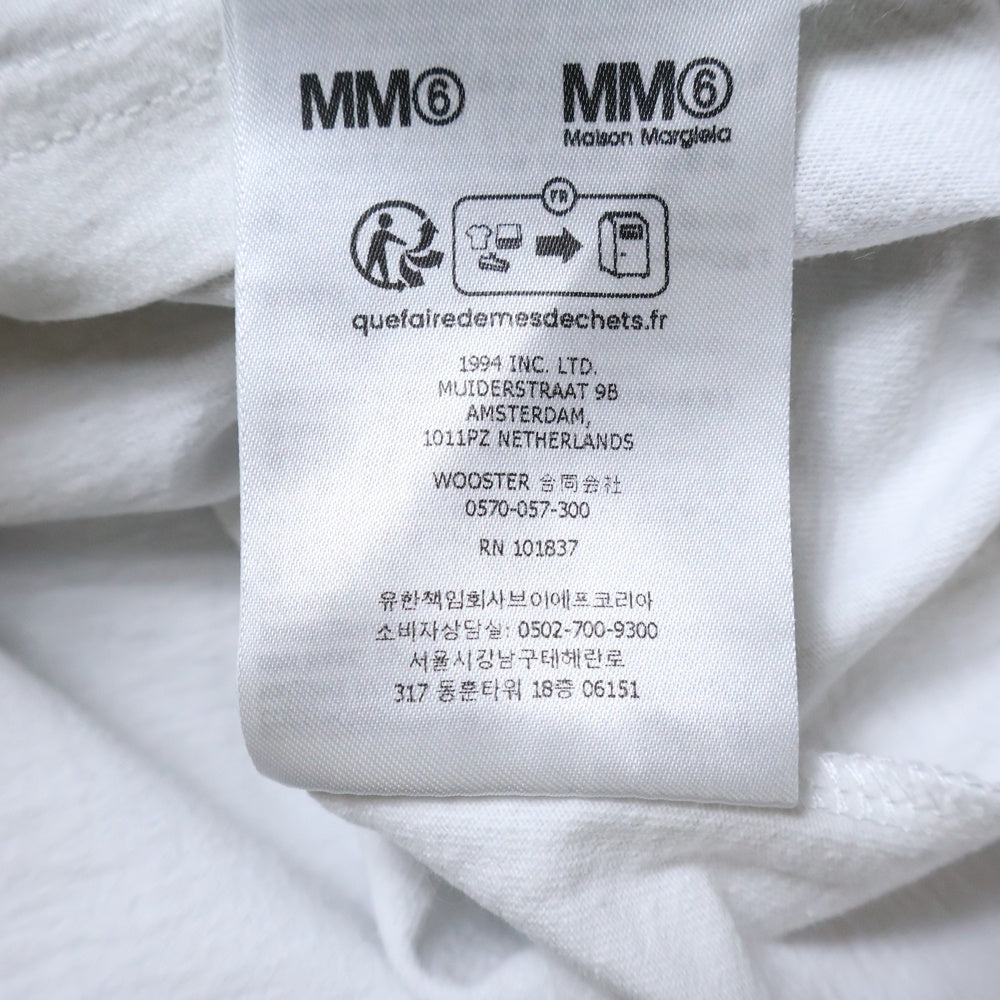 MM⑥ MM⑥
Maison Margiela
FR
quefairedemesdechets.fr
1994 INC. LTD.
MUIDERSTRAAT 9B
AMSTERDAM,
1011PZ NETHERLANDS
WOOSTER 合同会社
0570-057-300
RN 101837
유한책임회사브이에프코리아
소비자상담실: 0502-700-9300
서울시강남구테헤란로
317 동훈타워 18층 06151